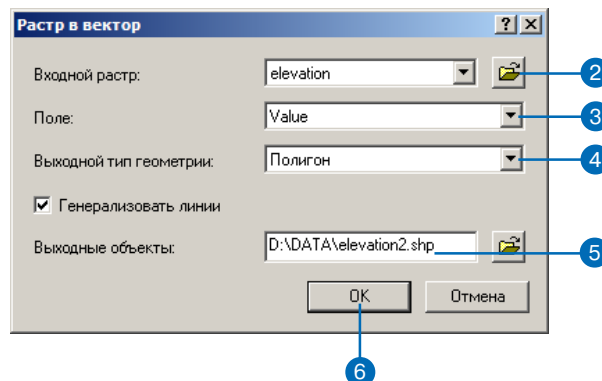 Растр в вектор
Входной растр: elevation 2
Поле: Value 3
Выходной тип геометрии: Полигон 4
Генерализовать линии
Выходные объекты: D:\DATA\elevation2.shp 5
OK Отмена
6